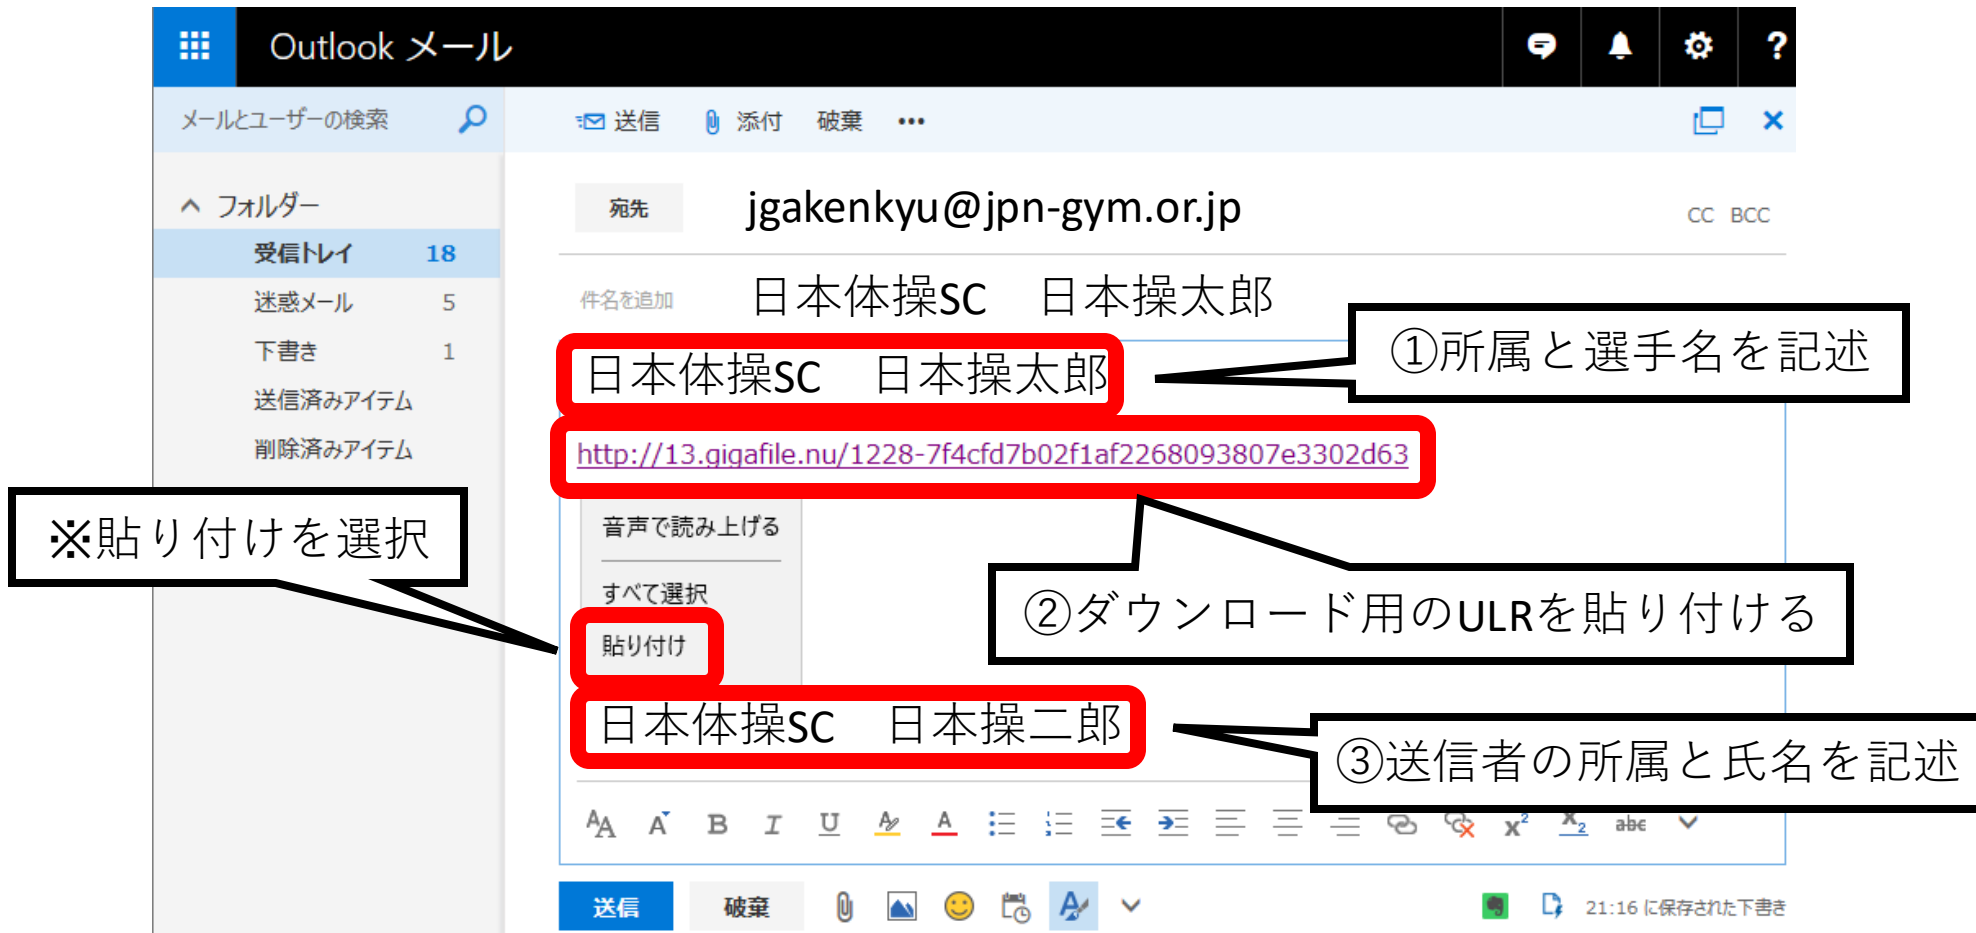 Outlook メール
?
メールとユーザーの検索
送信 添付 破棄 •••
フォルダー
受信トレイ 18
迷惑メール 5
下書き 1
送信済みアイテム
削除済みアイテム
宛先 jgakenkyu@jpn-gym.or.jp
CC BCC
件名を追加 日本体操SC 日本操太郎
日本体操SC 日本操太郎
①所属と選手名を記述
http://13.gigafile.nu/1228-7f4cfd7b02f1af2268093807e3302d63
※貼り付けを選択
音声で読み上げる
すべて選択
貼り付け
②ダウンロード用のULRを貼り付ける
日本体操SC 日本操二郎
③送信者の所属と氏名を記述
AA A B I U A A x² x₂ abc
送信 破棄
21:16 に保存された下書き